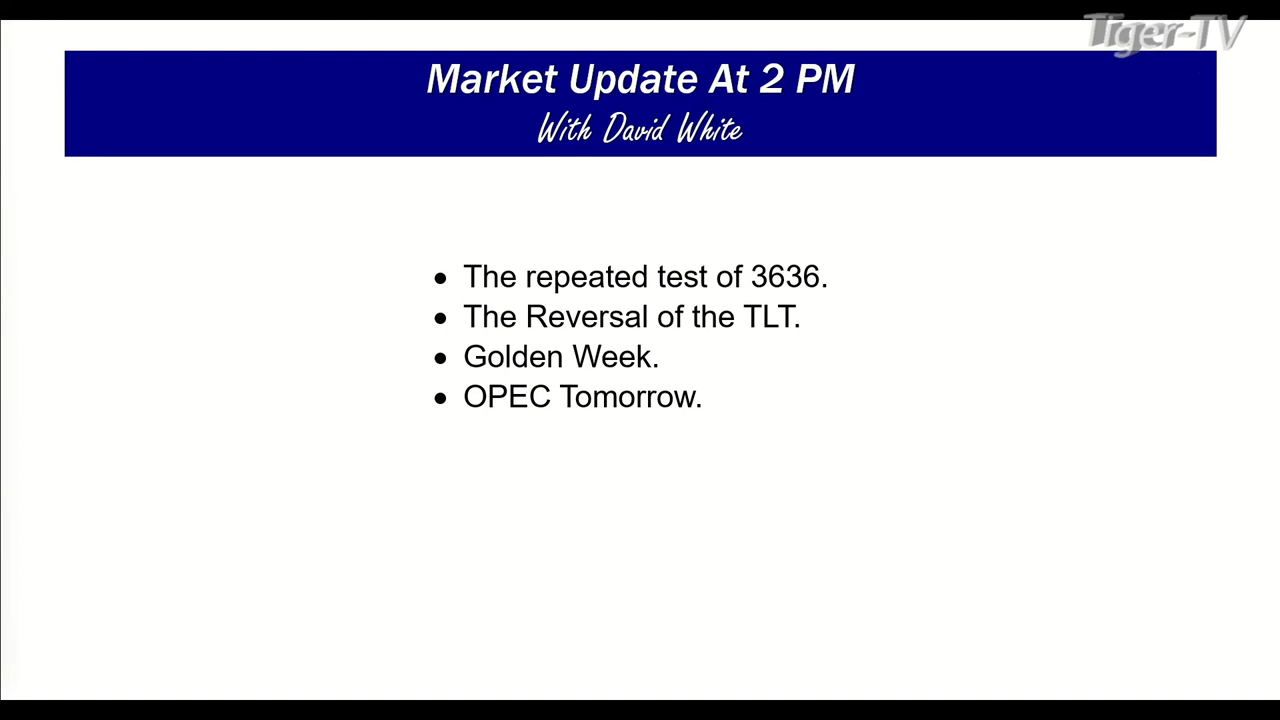 Tiger-TV
Market Update At 2 PM
With David White
• The repeated test of 3636.
• The Reversal of the TLT.
• Golden Week.
• OPEC Tomorrow.